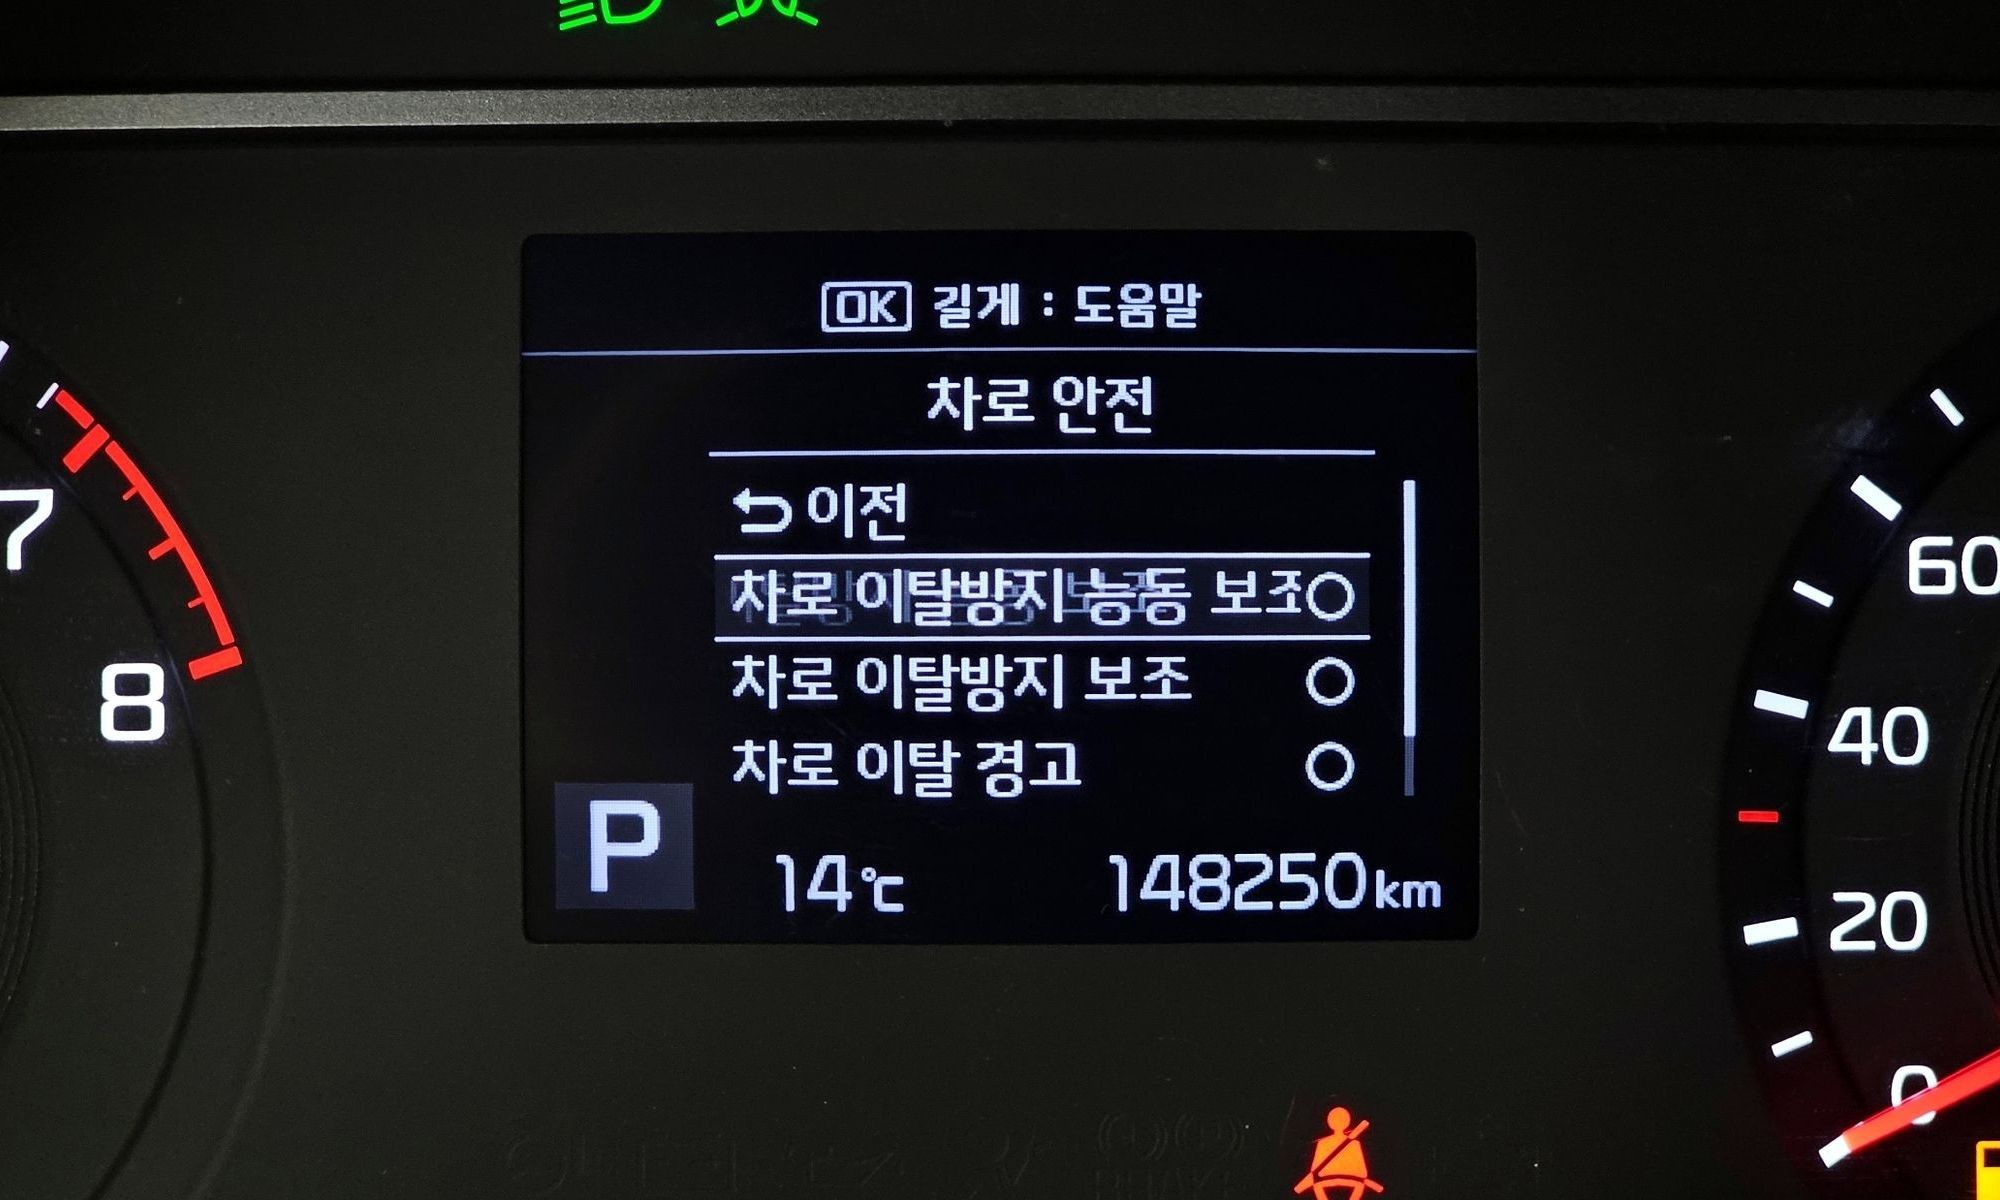 OK 길게 : 도움말
차로 안전
이전
차로 이탈방지 능동 보조
차로 이탈방지 보조
차로 이탈 경고
P
14℃ 148250km
7
8
60
40
20
0